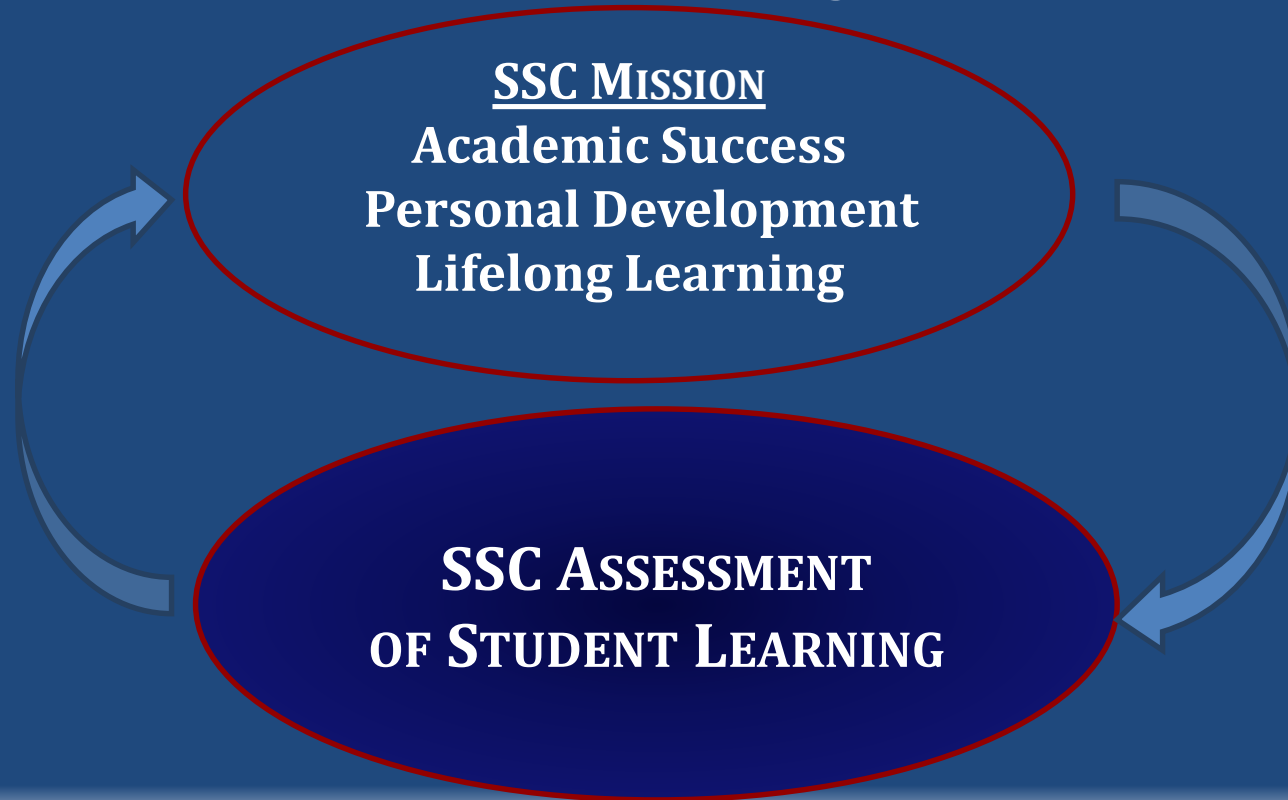 SSC MISSION
Academic Success
Personal Development
Lifelong Learning
SSC ASSESSMENT
OF STUDENT LEARNING